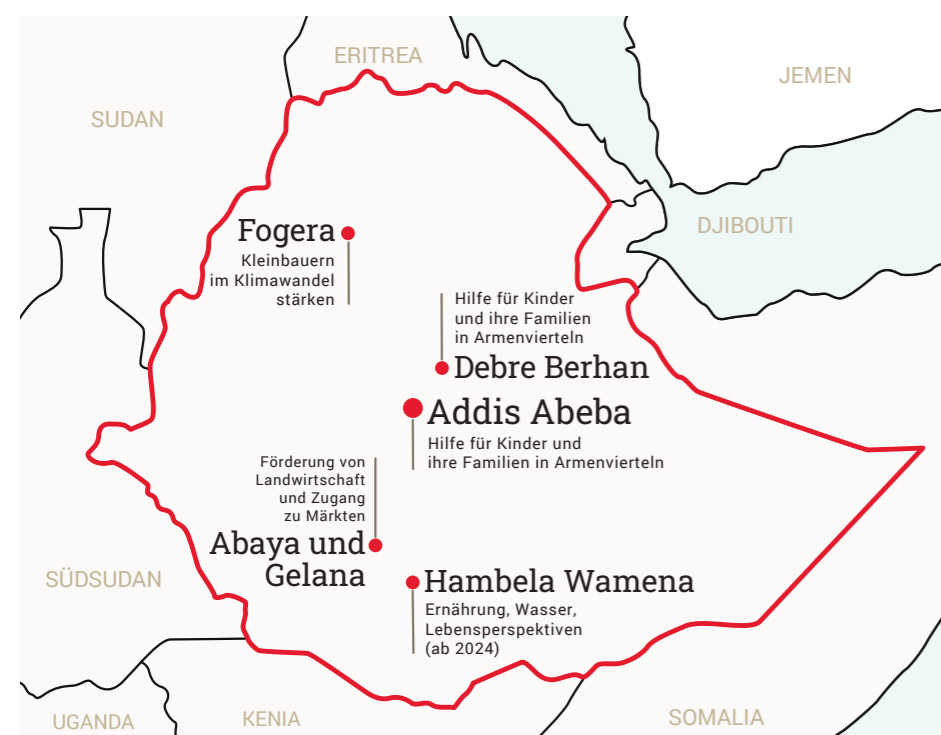 ERITREA
JEMEN
SUDAN
DJIBOUTI
Fogera
Kleinbauern
im Klimawandel
stärken
Hilfe für Kinder
und ihre Familien
in Armenvierteln
Debre Berhan
Addis Abeba
Hilfe für Kinder und
ihre Familien in Armenvierteln
Förderung von
Landwirtschaft
und Zugang
zu Märkten
Abaya und
Gelana
Hambela Wamena
Ernährung, Wasser,
Lebensperspektiven
(ab 2024)
SÜDSUDAN
UGANDA
KENIA
SOMALIA